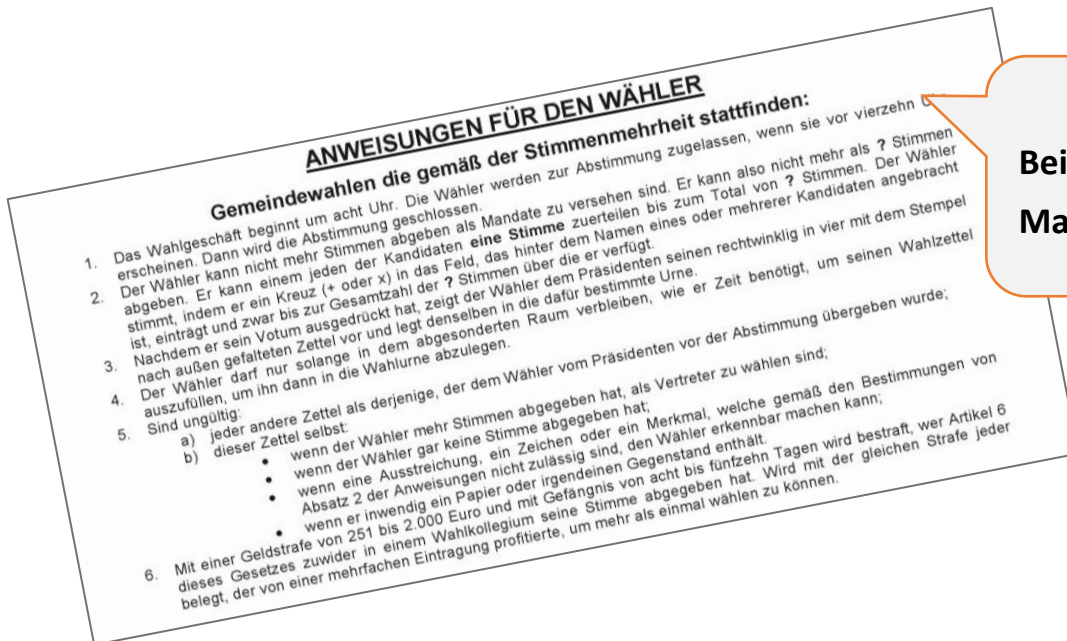 ANWEISUNGEN FÜR DEN WÄHLER
Gemeindewahlen die gemäß der Stimmenmehrheit stattfinden:
1. Das Wahlgeschäft beginnt um acht Uhr. Die Wähler werden zur Abstimmung zugelassen, wenn sie vor vierzehn
erscheinen. Dann wird die Abstimmung geschlossen.
2. Der Wähler kann nicht mehr Stimmen abgeben als Mandate zu versehen sind. Er kann also nicht mehr als ? Stimmen
abgeben. Er kann einem jeden der Kandidaten eine Stimme zuerteilen bis zum Total von ? Stimmen. Der Wähler
stimmt, indem er ein Kreuz (+ oder x) in das Feld, das hinter dem Namen eines oder mehrerer Kandidaten angebracht
ist, einträgt und zwar bis zur Gesamtzahl der ? Stimmen über die er verfügt.
3. Nachdem er sein Votum ausgedrückt hat, zeigt der Wähler dem Präsidenten seinen rechtwinklig in vier mit dem Stempel
nach außen gefalteten Zettel vor und legt denselben in die dafür bestimmte Urne.
4. Der Wähler darf nur solange in dem abgesonderten Raum verbleiben, wie er Zeit benötigt, um seinen Wahlzettel
auszufüllen, um ihn dann in die Wahlurne abzulegen.
5. Sind ungültig:
a) jeder andere Zettel als derjenige, der dem Wähler vom Präsidenten vor der Abstimmung übergeben wurde;
b) dieser Zettel selbst:
• wenn der Wähler mehr Stimmen abgegeben hat, als Vertreter zu wählen sind;
• wenn der Wähler gar keine Stimme abgegeben hat;
• wenn eine Ausstreichung, ein Zeichen oder ein Merkmal, welche gemäß den Bestimmungen von
Absatz 2 der Anweisungen nicht zulässig sind, den Wähler erkennbar machen kann;
• wenn er inwendig ein Papier oder irgendeinen Gegenstand enthält.
6. Mit einer Geldstrafe von 251 bis 2.000 Euro und mit Gefängnis von acht bis fünfzehn Tagen wird bestraft, wer Artikel 6
dieses Gesetzes zuwider in einem Wahlkollegium seine Stimme abgegeben hat. Wird mit der gleichen Strafe jeder
belegt, der von einer mehrfachen Eintragung profitierte, um mehr als einmal wählen zu können.
Bei
Ma